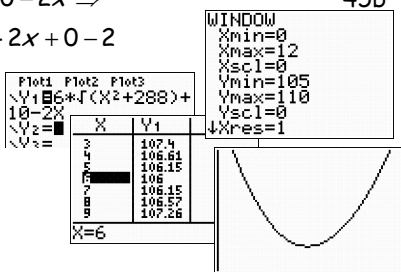 0 − 2x ⇒
2x + 0 − 2
WINDOW
Xmin=0
Xmax=12
Xscl=0
Ymin=105
Ymax=110
Yscl=0
↓Xres=1
Plot1 Plot2 Plot3
\Y₁=6*√(X²+288)+
10-2X
\Y₂=
\Y₃=
X Y₁
3 107.4
4 106.61
5 106.15
6 106
7 106.15
8 106.57
9 107.26
X=6